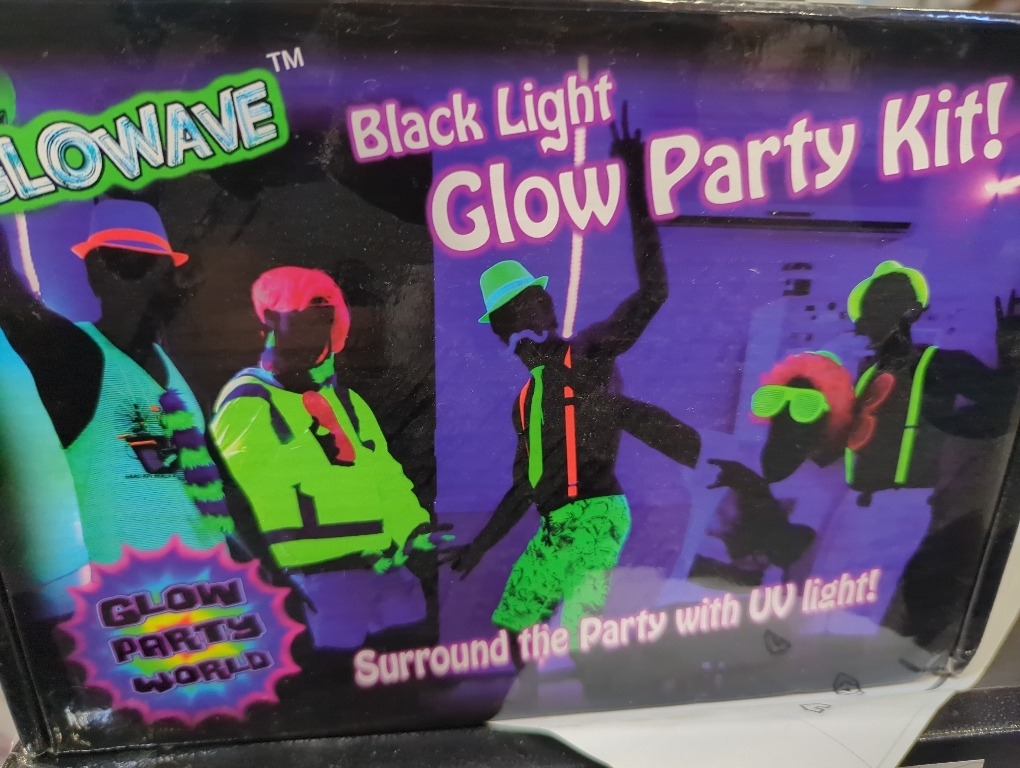 GLOWAVE™
Black Light
Glow Party Kit!
GLOW
PARTY
WORLD
Surround the Party with UV light!